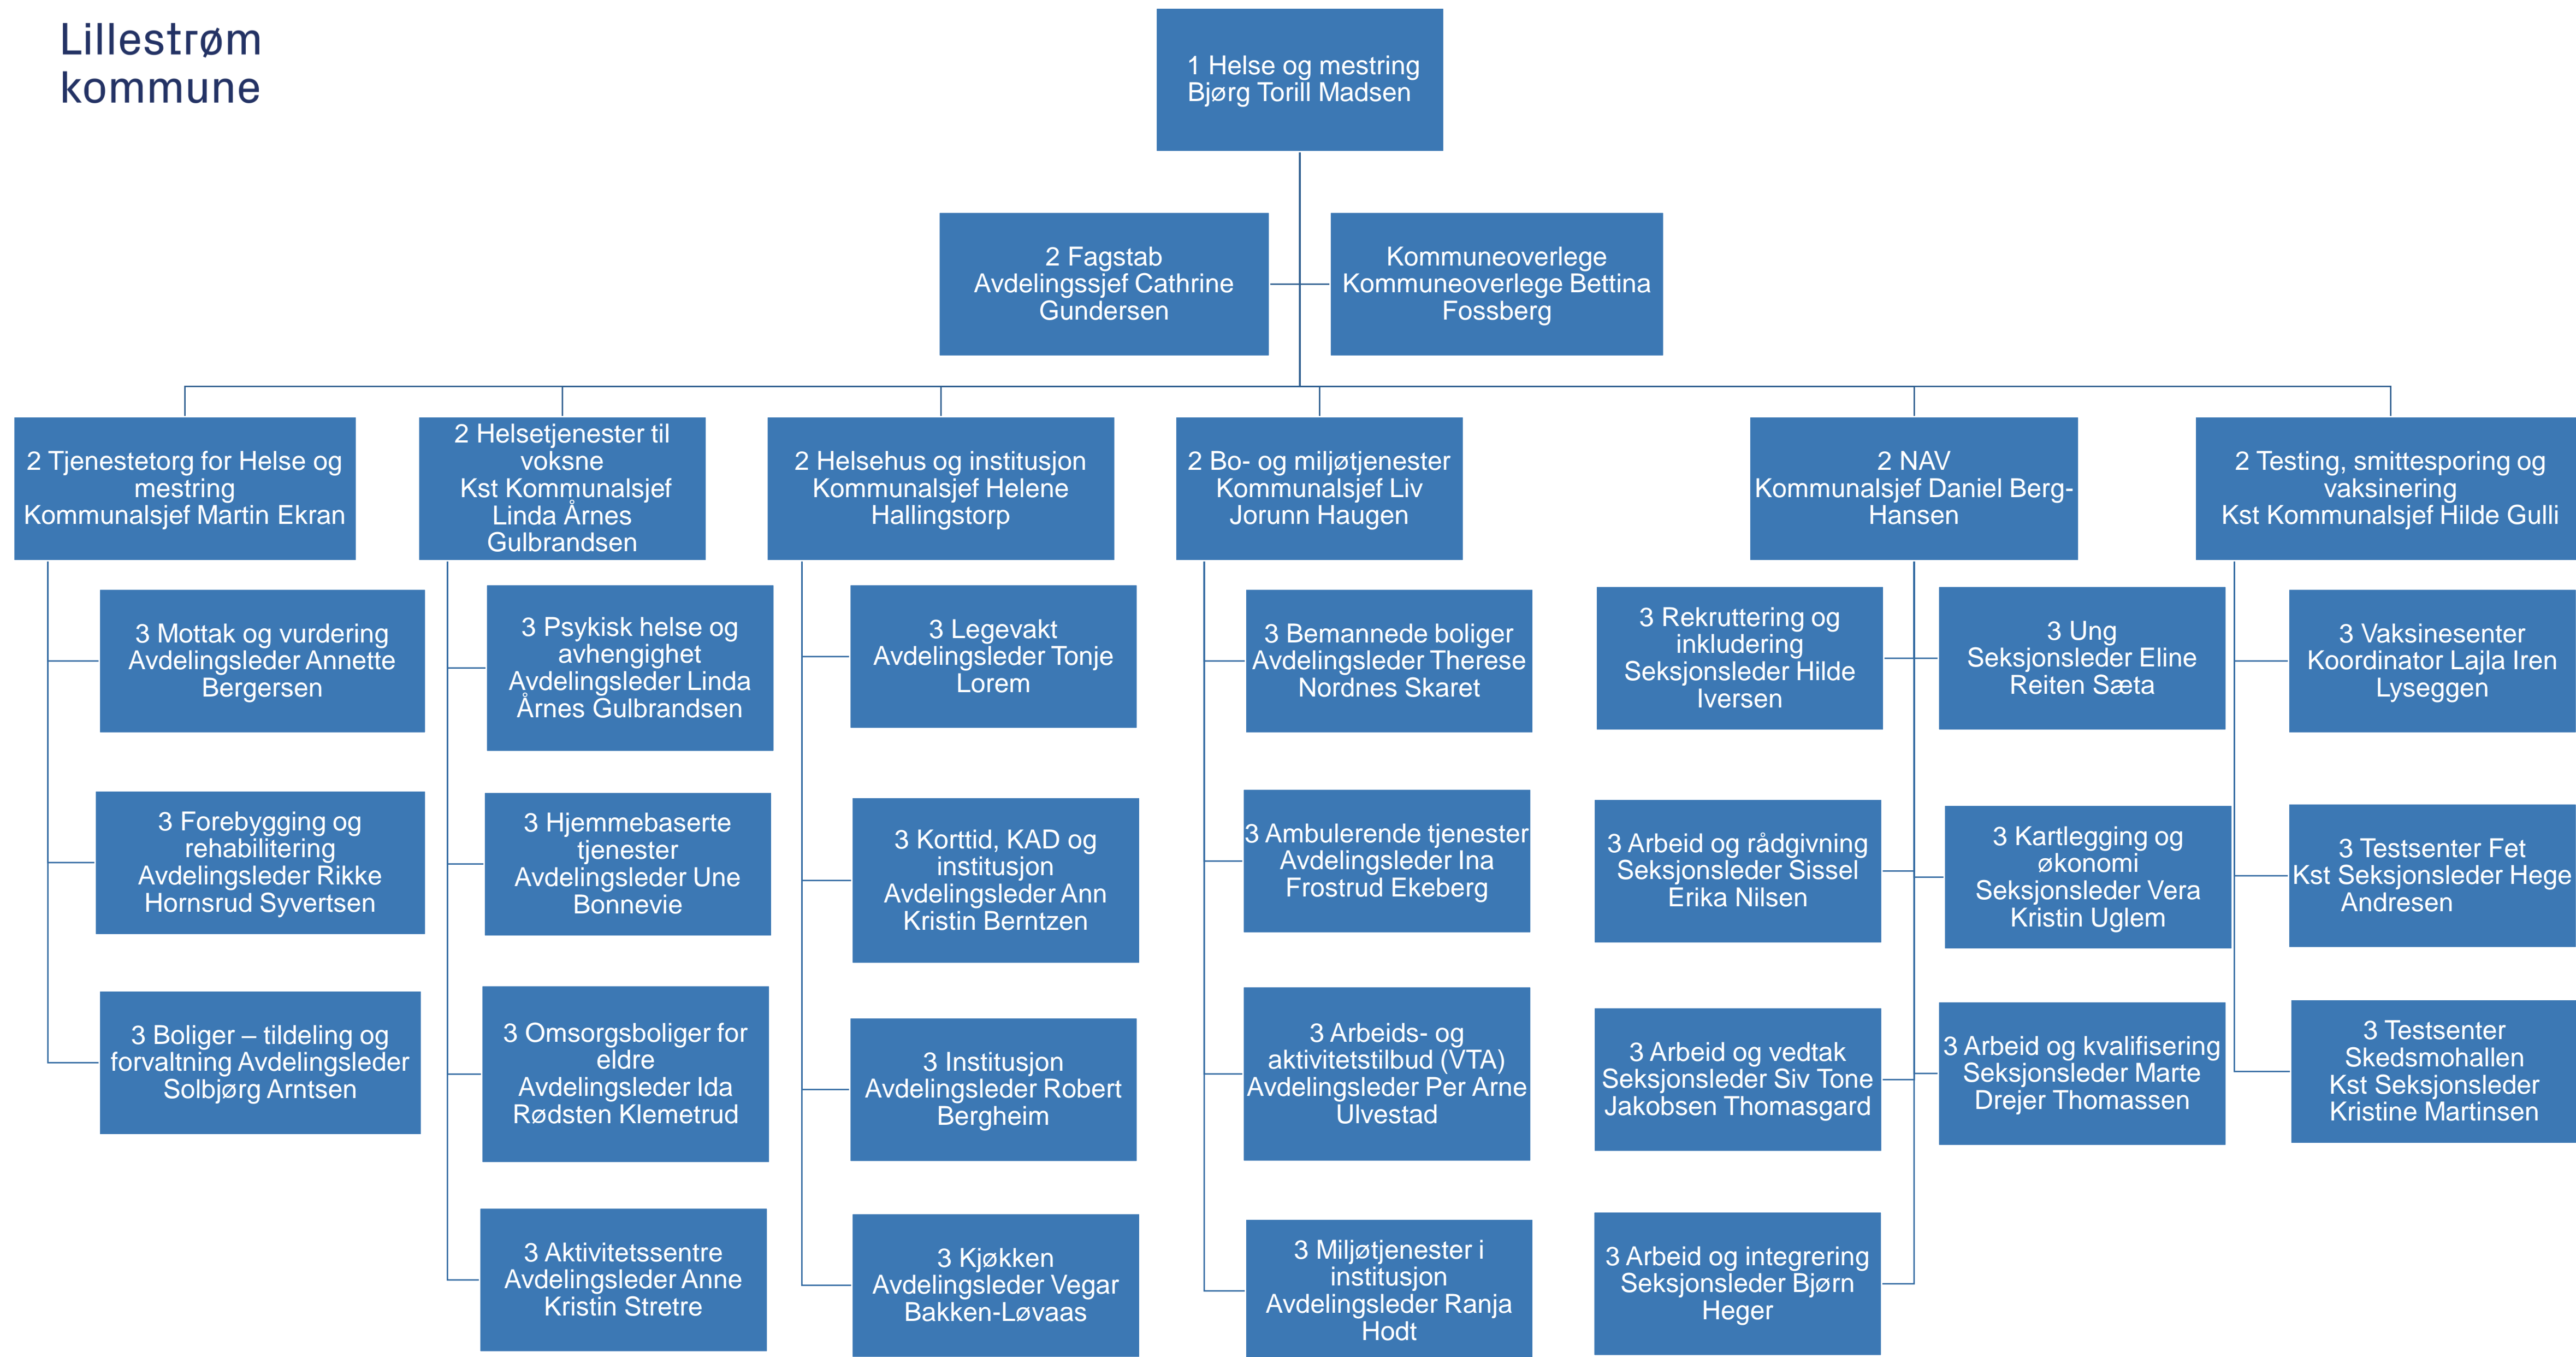 Lillestrøm
kommune
1 Helse og mestring
Bjørg Torill Madsen
2 Fagstab
Avdelingssjef Cathrine
Gundersen
Kommuneoverlege
Kommuneoverlege Bettina
Fossberg
2 Tjenestetorg for Helse og
mestring
Kommunalsjef Martin Ekran
3 Mottak og vurdering
Avdelingsleder Annette
Bergersen
3 Forebygging og
rehabilitering
Avdelingsleder Rikke
Hornsrud Syvertsen
3 Boliger – tildeling og
forvaltning Avdelingsleder
Solbjørg Arntsen
2 Helsetjenester til
voksne
Kst Kommunalsjef
Linda Årnes
Gulbrandsen
3 Psykisk helse og
avhengighet
Avdelingsleder Linda
Årnes Gulbrandsen
3 Hjemmebaserte
tjenester
Avdelingsleder Une
Bonnevie
3 Omsorgsboliger for
eldre
Avdelingsleder Ida
Rødsten Klemetrud
3 Aktivitetssentre
Avdelingsleder Anne
Kristin Stretre
2 Helsehus og institusjon
Kommunalsjef Helene
Hallingstorp
3 Legevakt
Avdelingsleder Tonje
Lorem
3 Korttid, KAD og
institusjon
Avdelingsleder Ann
Kristin Berntzen
3 Institusjon
Avdelingsleder Robert
Bergheim
3 Kjøkken
Avdelingsleder Vegar
Bakken-Løvaas
2 Bo- og miljøtjenester
Kommunalsjef Liv
Jorunn Haugen
3 Bemannede boliger
Avdelingsleder Therese
Nordnes Skaret
3 Ambulerende tjenester
Avdelingsleder Ina
Frostrud Ekeberg
3 Arbeids- og
aktivitetstilbud (VTA)
Avdelingsleder Per Arne
Ulvestad
3 Miljøtjenester i
institusjon
Avdelingsleder Ranja
Hodt
2 NAV
Kommunalsjef Daniel Berg-
Hansen
3 Rekruttering og
inkludering
Seksjonsleder Hilde
Iversen
3 Ung
Seksjonsleder Eline
Reiten Sæta
3 Arbeid og rådgivning
Seksjonsleder Sissel
Erika Nilsen
3 Kartlegging og
økonomi
Seksjonsleder Vera
Kristin Uglem
3 Arbeid og vedtak
Seksjonsleder Siv Tone
Jakobsen Thomasgard
3 Arbeid og kvalifisering
Seksjonsleder Marte
Drejer Thomassen
3 Arbeid og integrering
Seksjonsleder Bjørn
Heger
2 Testing, smittesporing og
vaksinering
Kst Kommunalsjef Hilde Gulli
3 Vaksinesenter
Koordinator Lajla Iren
Lyseggen
3 Testsenter Fet
Kst Seksjonsleder Hege
Andresen
3 Testsenter
Skedsmohallen
Kst Seksjonsleder
Kristine Martinsen